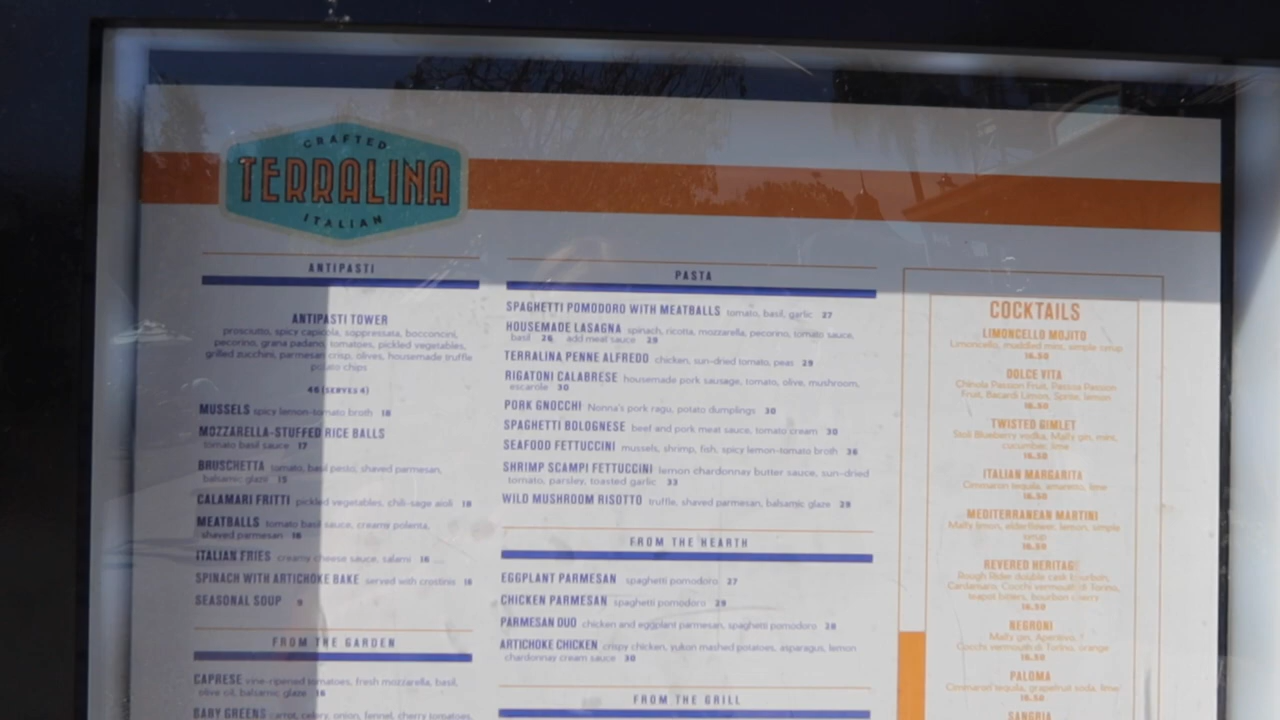 CRAFTED
TERRALINA
ITALIAN
ANTIPASTI
ANTIPASTI TOWER
prosciutto, spicy capicola, soppressata, bocconcini,
pecorino, grana padano, tomatoes, pickled vegetables,
grilled zucchini, parmesan crisp, olives, housemade truffle
potato chips
46 (SERVES 4)
MUSSELS spicy lemon-tomato broth 18
MOZZARELLA-STUFFED RICE BALLS
tomato basil sauce 17
BRUSCHETTA tomato, basil pesto, shaved parmesan,
balsamic glaze 15
CALAMARI FRITTI pickled vegetables, chili-sage aioli 18
MEATBALLS tomato basil sauce, creamy polenta,
shaved parmesan 16
ITALIAN FRIES creamy cheese sauce, salami 16
SPINACH WITH ARTICHOKE BAKE served with crostinis 16
SEASONAL SOUP 9
FROM THE GARDEN
CAPRESE vine-ripened tomatoes, fresh mozzarella, basil,
olive oil, balsamic glaze 16
BABY GREENS carrot, celery, onion, fennel, cherry tomatoes,
PASTA
SPAGHETTI POMODORO WITH MEATBALLS tomato, basil, garlic 27
HOUSEMADE LASAGNA spinach, ricotta, mozzarella, pecorino, tomato sauce,
basil 26 add meat sauce 29
TERRALINA PENNE ALFREDO chicken, sun-dried tomato, peas 29
RIGATONI CALABRESE housemade pork sausage, tomato, olive, mushroom,
escarole 30
PORK GNOCCHI Nonna's pork ragu, potato dumplings 30
SPAGHETTI BOLOGNESE beef and pork meat sauce, tomato cream 30
SEAFOOD FETTUCCINI mussels, shrimp, fish, spicy lemon-tomato broth 36
SHRIMP SCAMPI FETTUCCINI lemon chardonnay butter sauce, sun-dried
tomato, parsley, toasted garlic 33
WILD MUSHROOM RISOTTO truffle, shaved parmesan, balsamic glaze 29
FROM THE HEARTH
EGGPLANT PARMESAN spaghetti pomodoro 27
CHICKEN PARMESAN spaghetti pomodoro 29
PARMESAN DUO chicken and eggplant parmesan, spaghetti pomodoro 28
ARTICHOKE CHICKEN crispy chicken, yukon mashed potatoes, asparagus, lemon
chardonnay cream sauce 30
FROM THE GRILL
COCKTAILS
LIMONCELLO MOJITO
Limoncello, muddled mint, simple syrup
16.50
DOLCE VITA
Chinola Passion Fruit, Passoa Passion
Fruit, Bacardi Limon, Sprite, lemon
16.50
TWISTED GIMLET
Stoli Blueberry vodka, Malfy gin, mint,
cucumber, lime
16.50
ITALIAN MARGARITA
Cimmaron tequila, amaretto, lime
16.50
MEDITERRANEAN MARTINI
Malfy limon, elderflower, lemon, simple
syrup
16.50
REVERED HERITAGE
Rough Rider double cask bourbon,
Cardamaro, Cocchi vermouth di Torino,
teapot bitters, bourbon cherry
16.50
NEGRONI
Malfy gin, Aperitivo,
Cocchi vermouth di Torino, orange
16.50
PALOMA
Cimmaron tequila, grapefruit soda, lime
16.50
SANGRIA